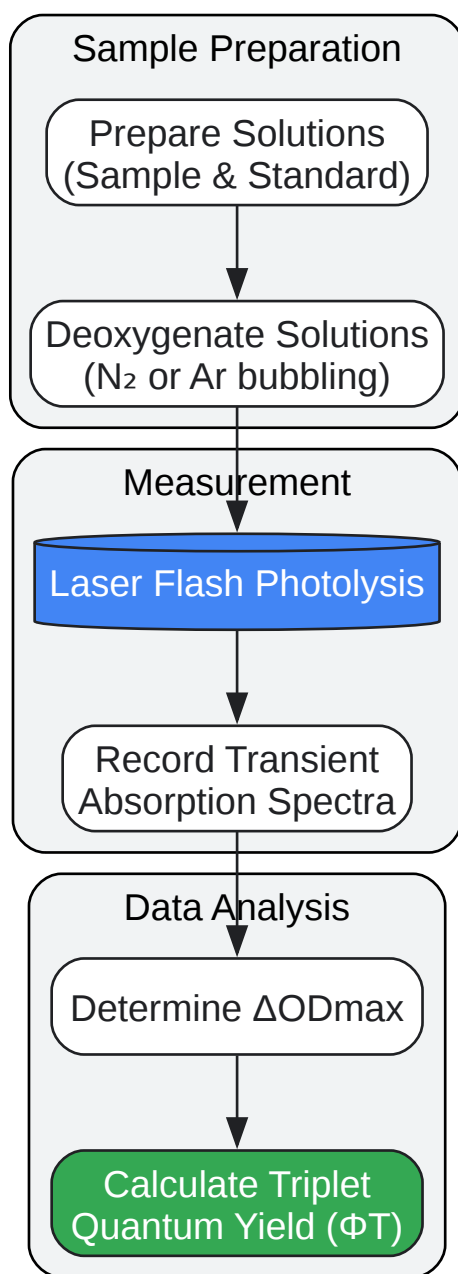 Sample Preparation
Prepare Solutions
(Sample & Standard)
Deoxygenate Solutions
(N₂ or Ar bubbling)
Measurement
Laser Flash Photolysis
Record Transient
Absorption Spectra
Data Analysis
Determine ΔODmax
Calculate Triplet
Quantum Yield (ΦT)